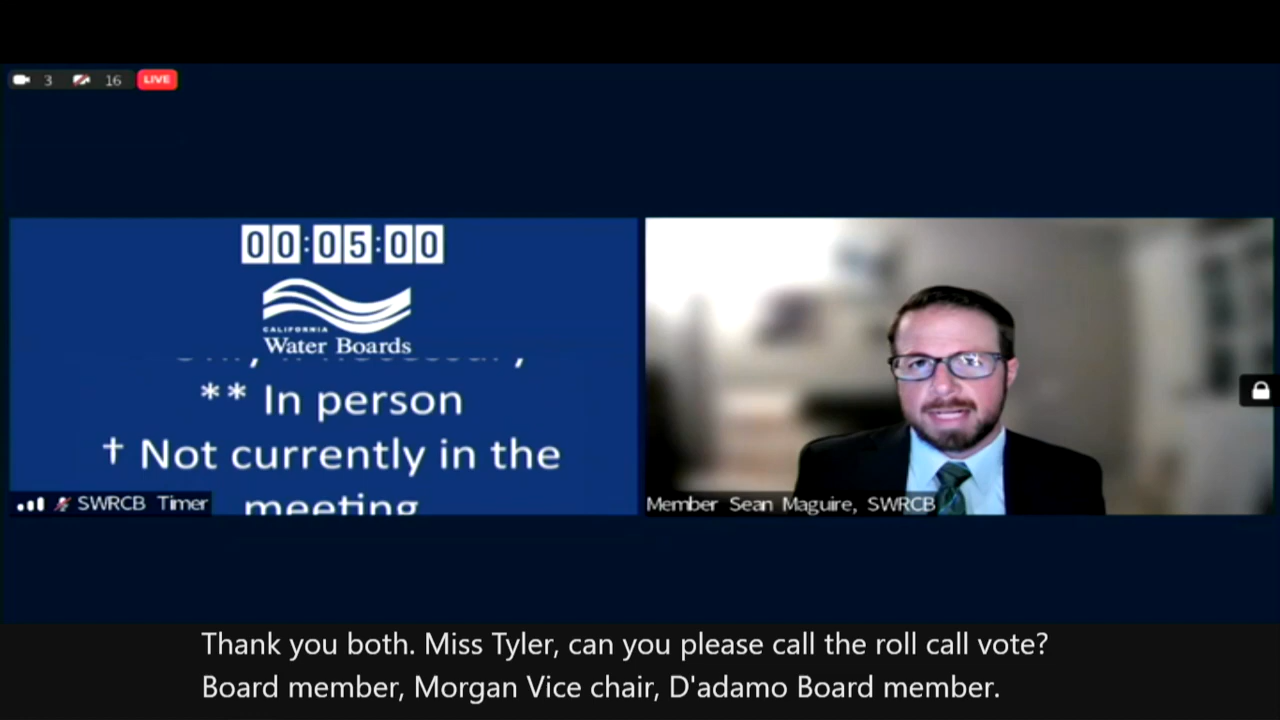 3 16 LIVE
00:05:00
CALIFORNIA
Water Boards
** In person
† Not currently in the
meeting
SWRCB Timer
Member Sean Maguire, SWRCB
Thank you both. Miss Tyler, can you please call the roll call vote?
Board member, Morgan Vice chair, D'adamo Board member.